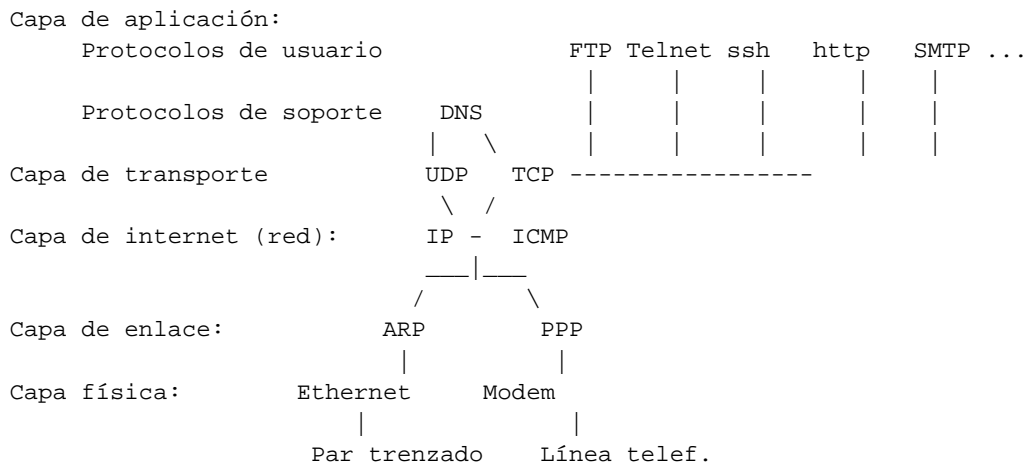 Capa de aplicación:
Protocolos de usuario FTP Telnet ssh http SMTP ...
Protocolos de soporte DNS
Capa de transporte UDP TCP -----------------
Capa de internet (red): IP - ICMP
Capa de enlace: ARP PPP
Capa física: Ethernet Modem
Par trenzado Línea telef.